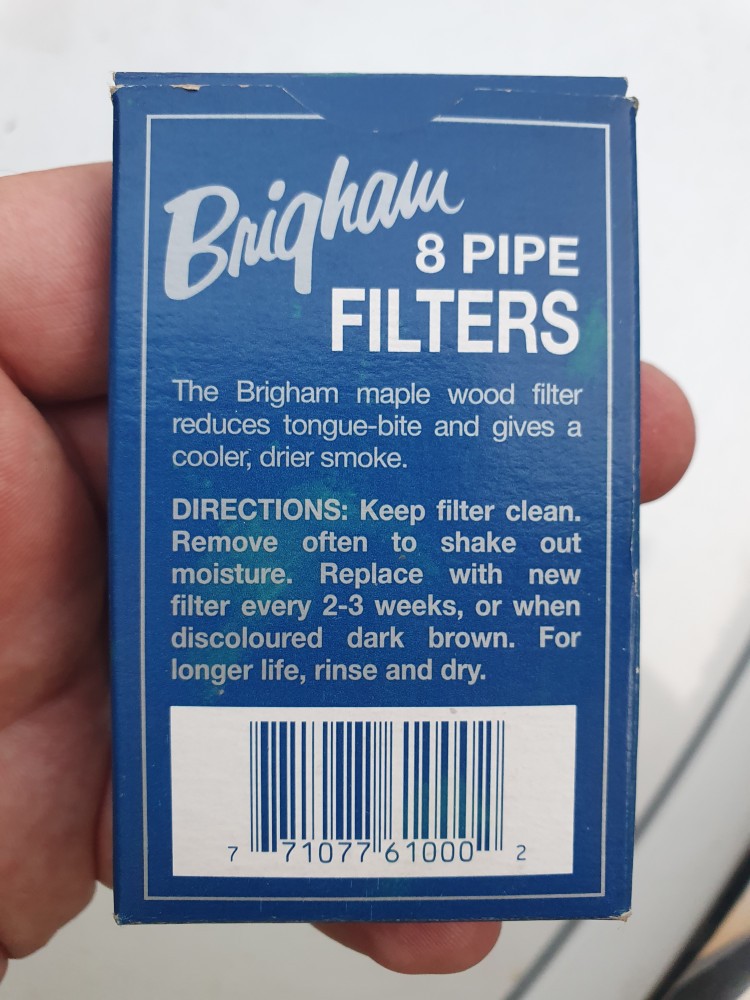 Brigham
8 PIPE
FILTERS
The Brigham maple wood filter
reduces tongue-bite and gives a
cooler, drier smoke.
DIRECTIONS: Keep filter clean.
Remove often to shake out
moisture. Replace with new
filter every 2-3 weeks, or when
discoloured dark brown. For
longer life, rinse and dry.
7 71077 61000 2